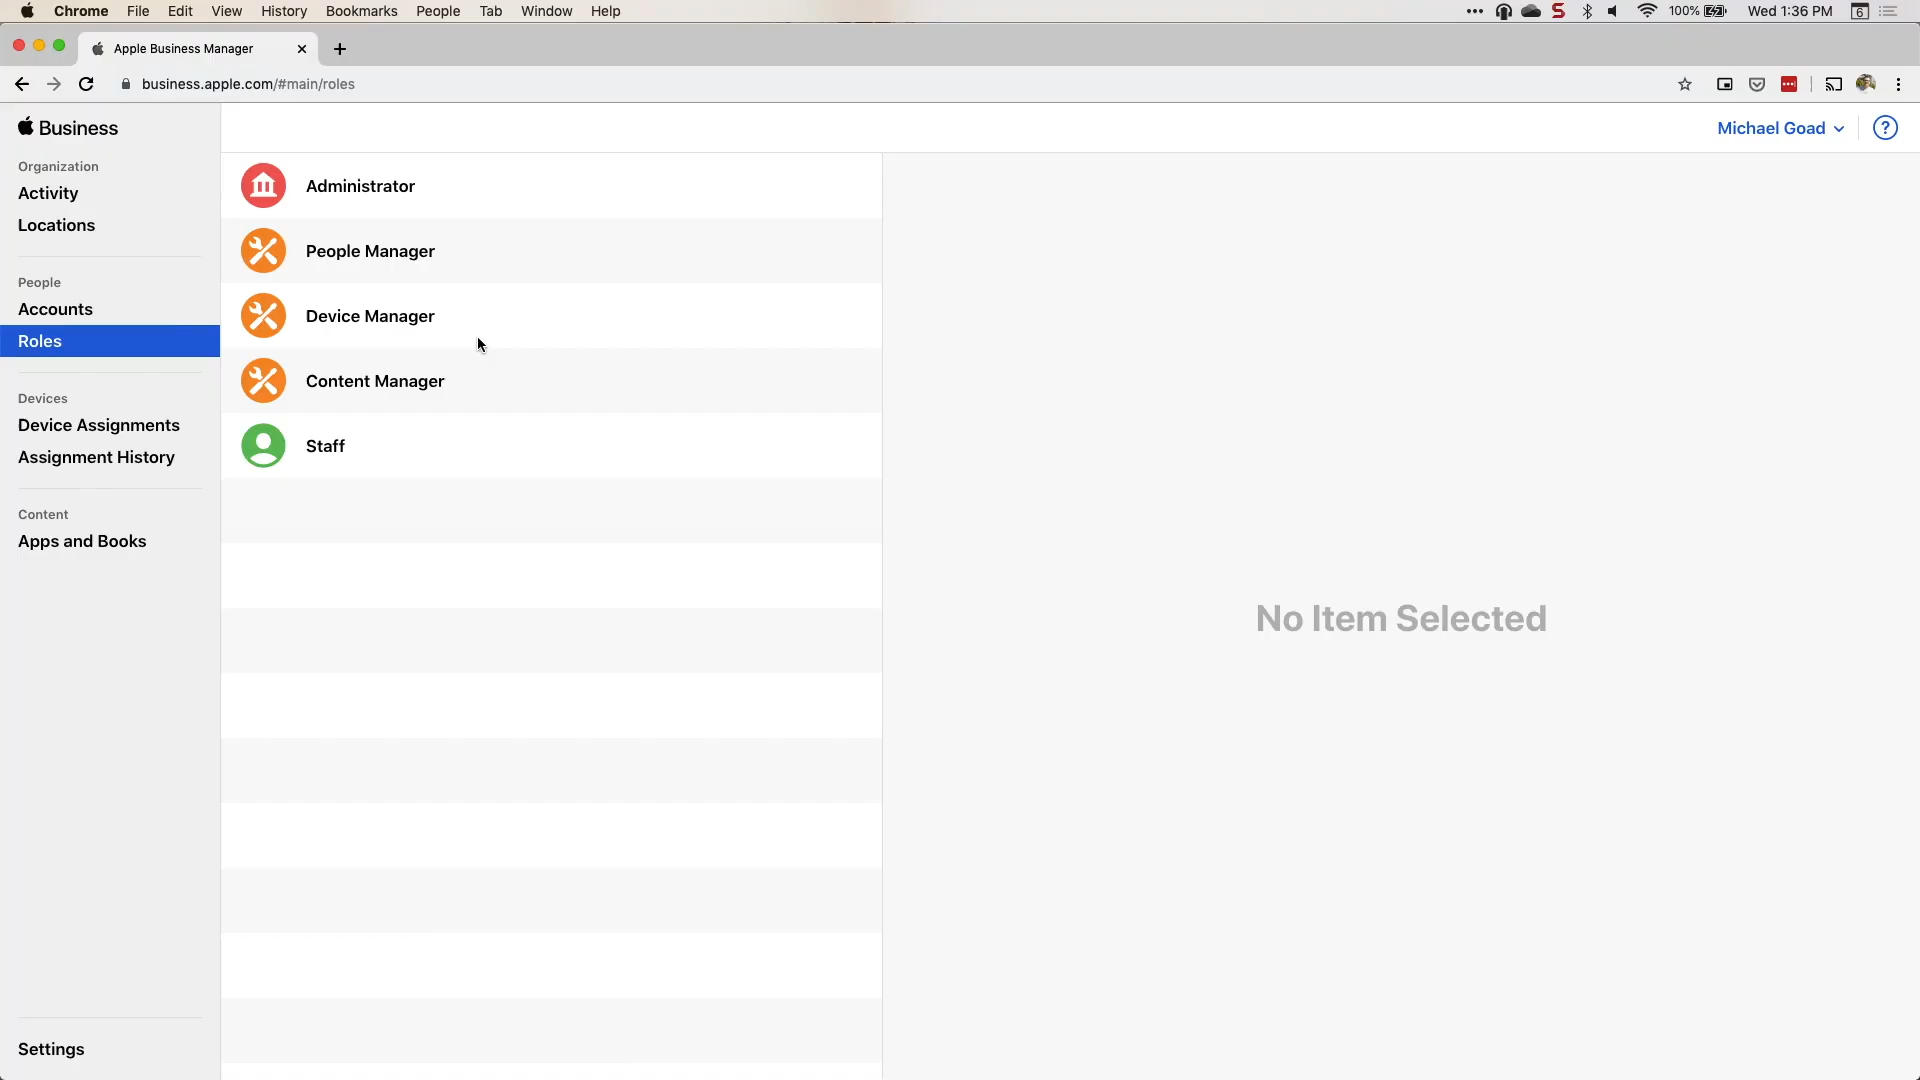 Chrome File Edit View History Bookmarks People Tab Window Help
100% Wed 1:36 PM 6
Apple Business Manager
business.apple.com/#main/roles
Business
Michael Goad
?
Organization
Activity
Locations
People
Accounts
Roles
Devices
Device Assignments
Assignment History
Content
Apps and Books
Settings
Administrator
People Manager
Device Manager
Content Manager
Staff
No Item Selected